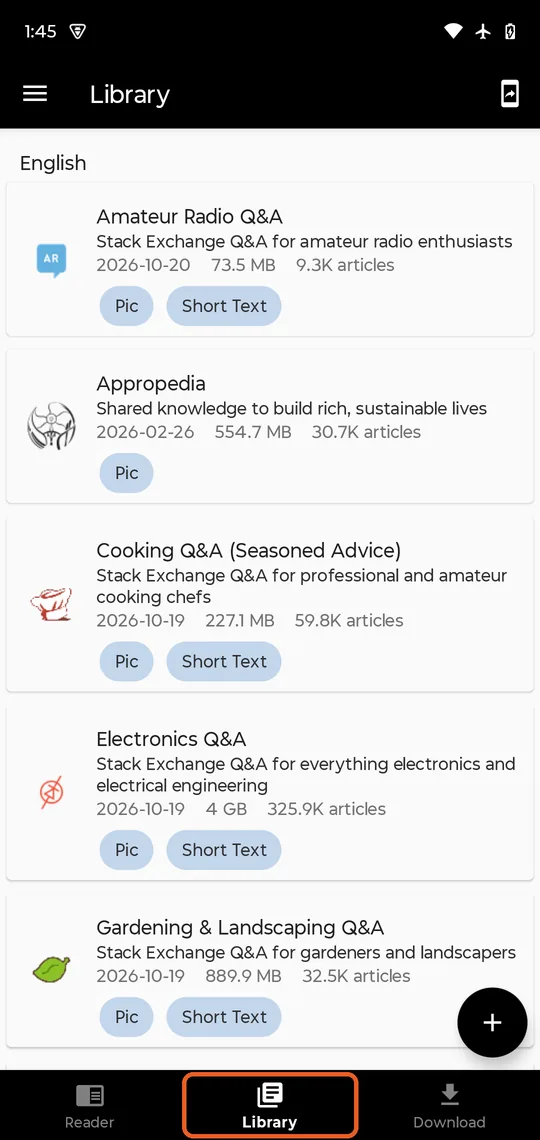 1:45
Library
English
Amateur Radio Q&A
Stack Exchange Q&A for amateur radio enthusiasts
2026-10-20 73.5 MB 9.3K articles
AR
Pic Short Text
Appropedia
Shared knowledge to build rich, sustainable lives
2026-02-26 554.7 MB 30.7K articles
Pic
Cooking Q&A (Seasoned Advice)
Stack Exchange Q&A for professional and amateur
cooking chefs
2026-10-19 227.1 MB 59.8K articles
Pic Short Text
Electronics Q&A
Stack Exchange Q&A for everything electronics and
electrical engineering
2026-10-19 4 GB 325.9K articles
Pic Short Text
Gardening & Landscaping Q&A
Stack Exchange Q&A for gardeners and landscapers
2026-10-19 889.9 MB 32.5K articles
Pic Short Text
Reader Library Download